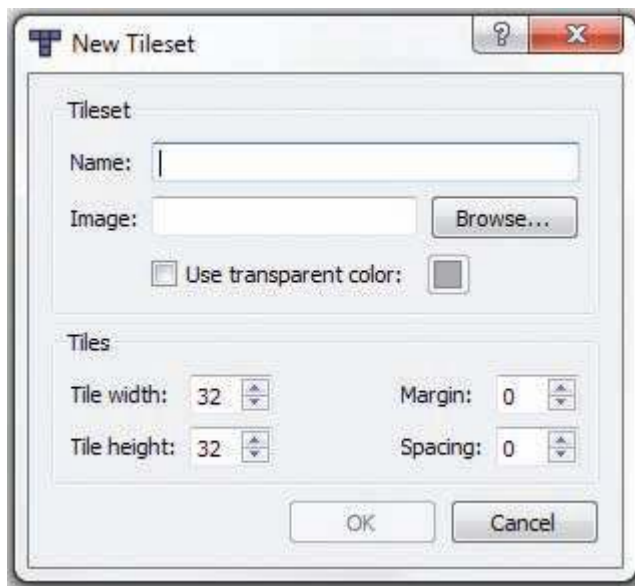 New Tileset
Tileset
Name:
Image: Browse...
Use transparent color:
Tiles
Tile width: 32 Margin: 0
Tile height: 32 Spacing: 0
OK Cancel